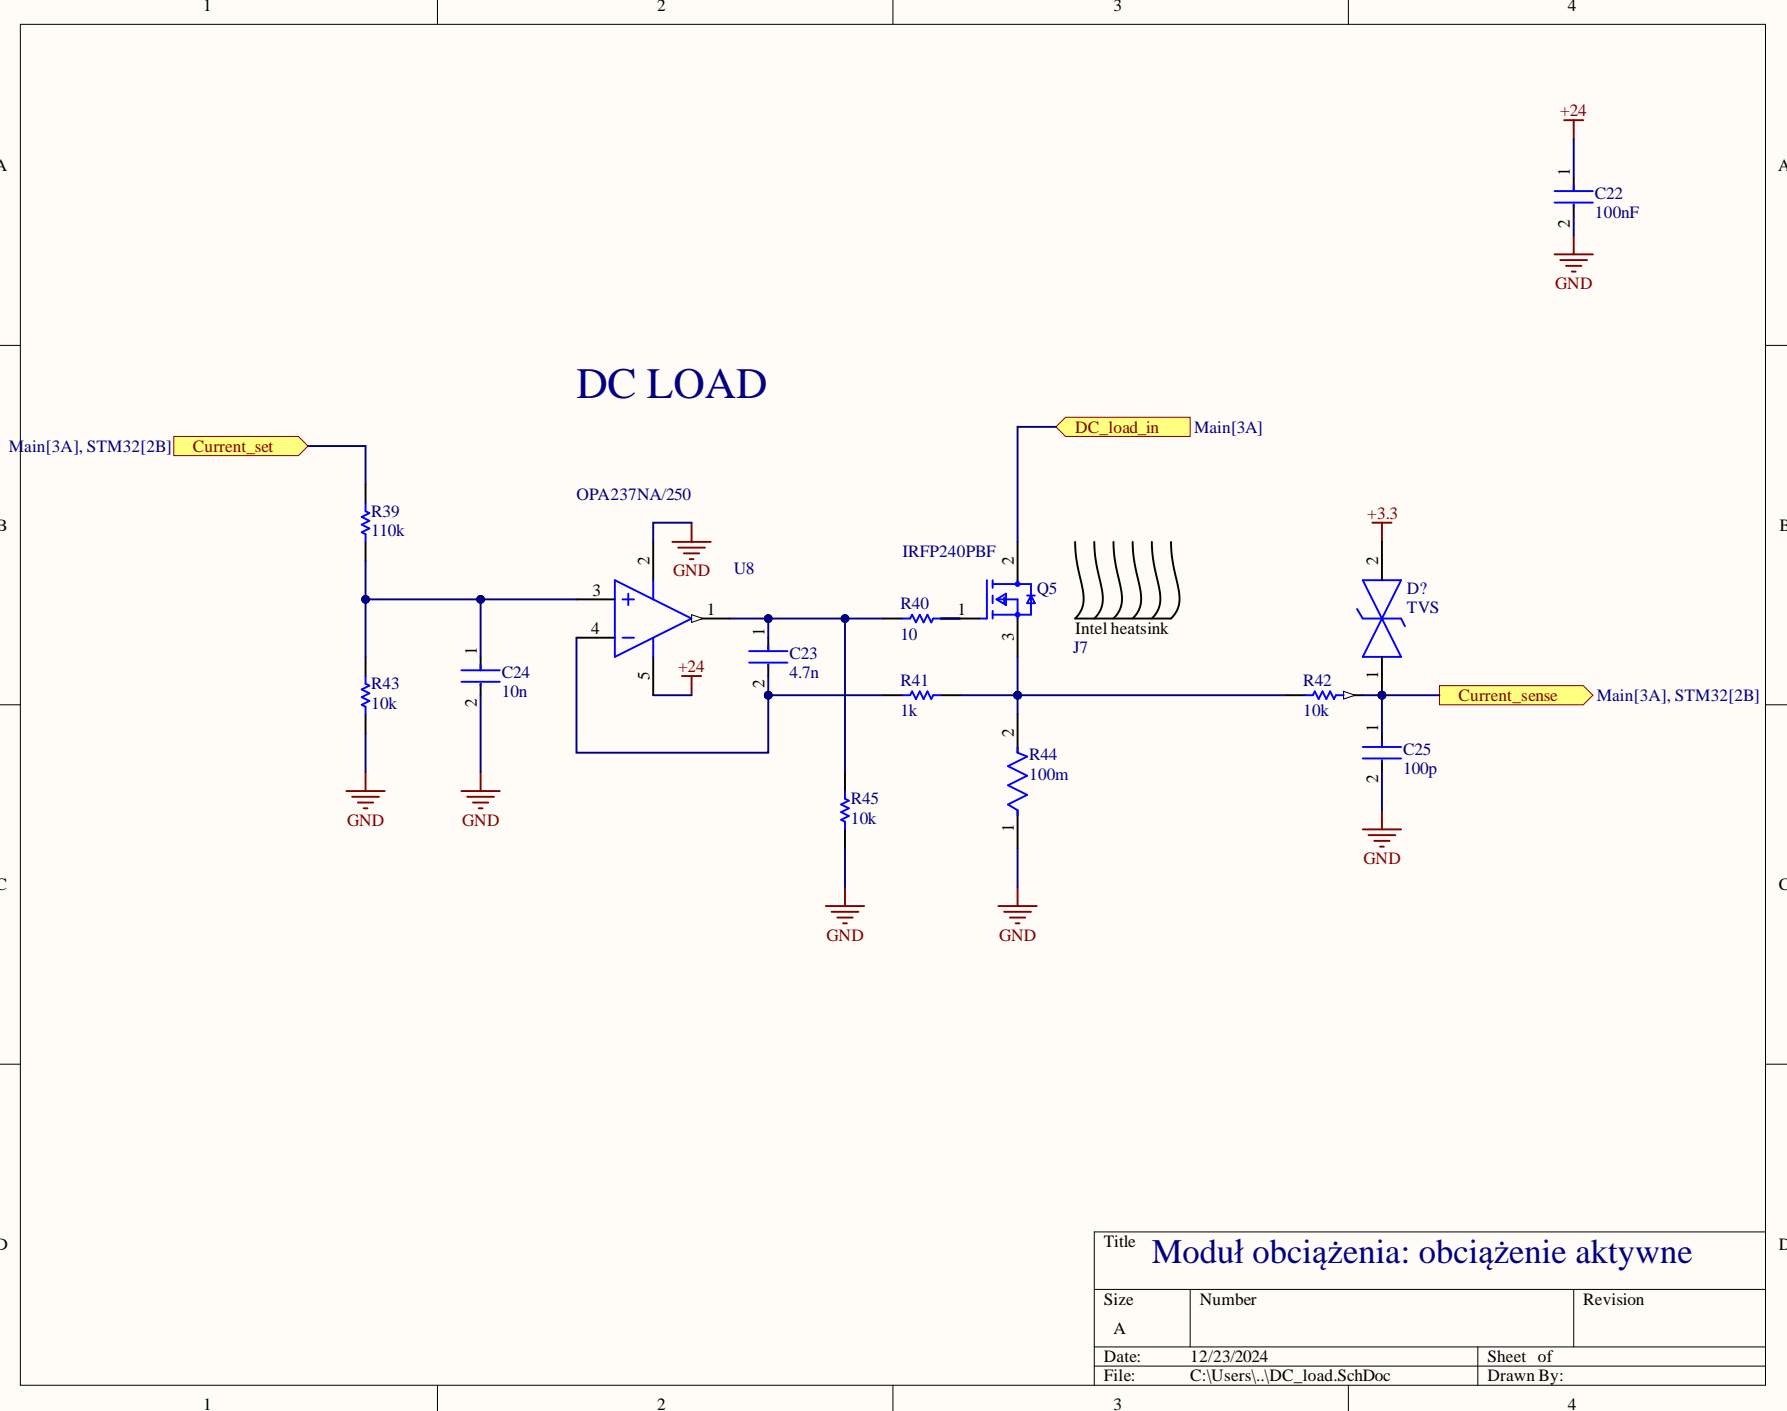 1 2 3 4
+24
A A
1
C22
100nF
2
GND
DC LOAD
DC_load_in Main[3A]
Main[3A], STM32[2B] Current_set
OPA237NA/250
R39
110k
B B
+3.3
2
GND
U8
IRFP240PBF
2
Q5
2
D?
TVS
3
4
1
R40
10
1
3
Intel heatsink
J7
1
C23
4.7n
2
+24
5
R43
10k
1
C24
10n
2
R41
1k
R42
10k
1
Current_sense Main[3A], STM32[2B]
2
R44
100m
1
1
C25
100p
2
GND
GND
R45
10k
GND
C C
GND
GND
D D
Title Moduł obciążenia: obciążenie aktywne
Size Number Revision
A
Date: 12/23/2024 Sheet of
File: C:\Users\..\DC_load.SchDoc Drawn By:
1 2 3 4